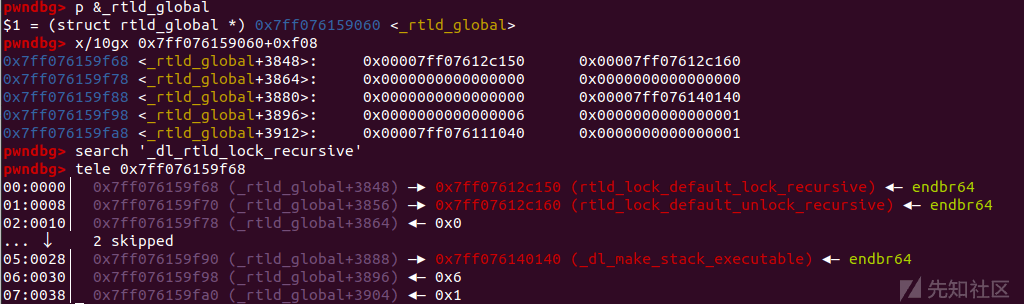 pwndbg> p &_rtld_global
$1 = (struct rtld_global *) 0x7ff076159060 <_rtld_global>
pwndbg> x/10gx 0x7ff076159060+0xf08
0x7ff076159f68 <_rtld_global+3848>: 0x00007ff07612c150 0x00007ff07612c160
0x7ff076159f78 <_rtld_global+3864>: 0x0000000000000000 0x0000000000000000
0x7ff076159f88 <_rtld_global+3880>: 0x0000000000000000 0x00007ff076140140
0x7ff076159f98 <_rtld_global+3896>: 0x0000000000000006 0x0000000000000001
0x7ff076159fa8 <_rtld_global+3912>: 0x00007ff076111040 0x0000000000000001
pwndbg> search '_dl_rtld_lock_recursive'
pwndbg> tele 0x7ff076159f68
00:0000│ 0x7ff076159f68 (_rtld_global+3848) —▸ 0x7ff07612c150 (rtld_lock_default_lock_recursive) ◂— endbr64
01:0008│ 0x7ff076159f70 (_rtld_global+3856) —▸ 0x7ff07612c160 (rtld_lock_default_unlock_recursive) ◂— endbr64
02:0010│ 0x7ff076159f78 (_rtld_global+3864) ◂— 0x0
... ↓ 2 skipped
05:0028│ 0x7ff076159f90 (_rtld_global+3888) —▸ 0x7ff076140140 (_dl_make_stack_executable) ◂— endbr64
06:0030│ 0x7ff076159f98 (_rtld_global+3896) ◂— 0x6
07:0038│ 0x7ff076159fa0 (_rtld_global+3904) ◂— 0x1
先知社区